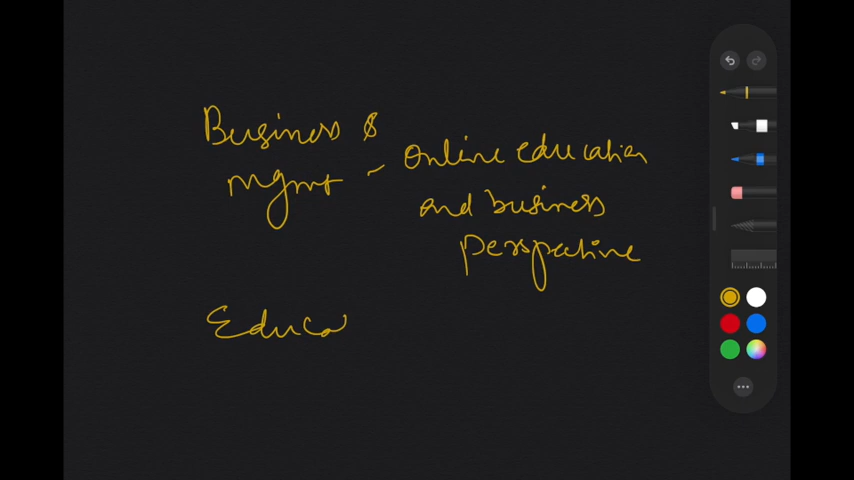 Business &
mgmt - Online education
and business
perspective
Educa